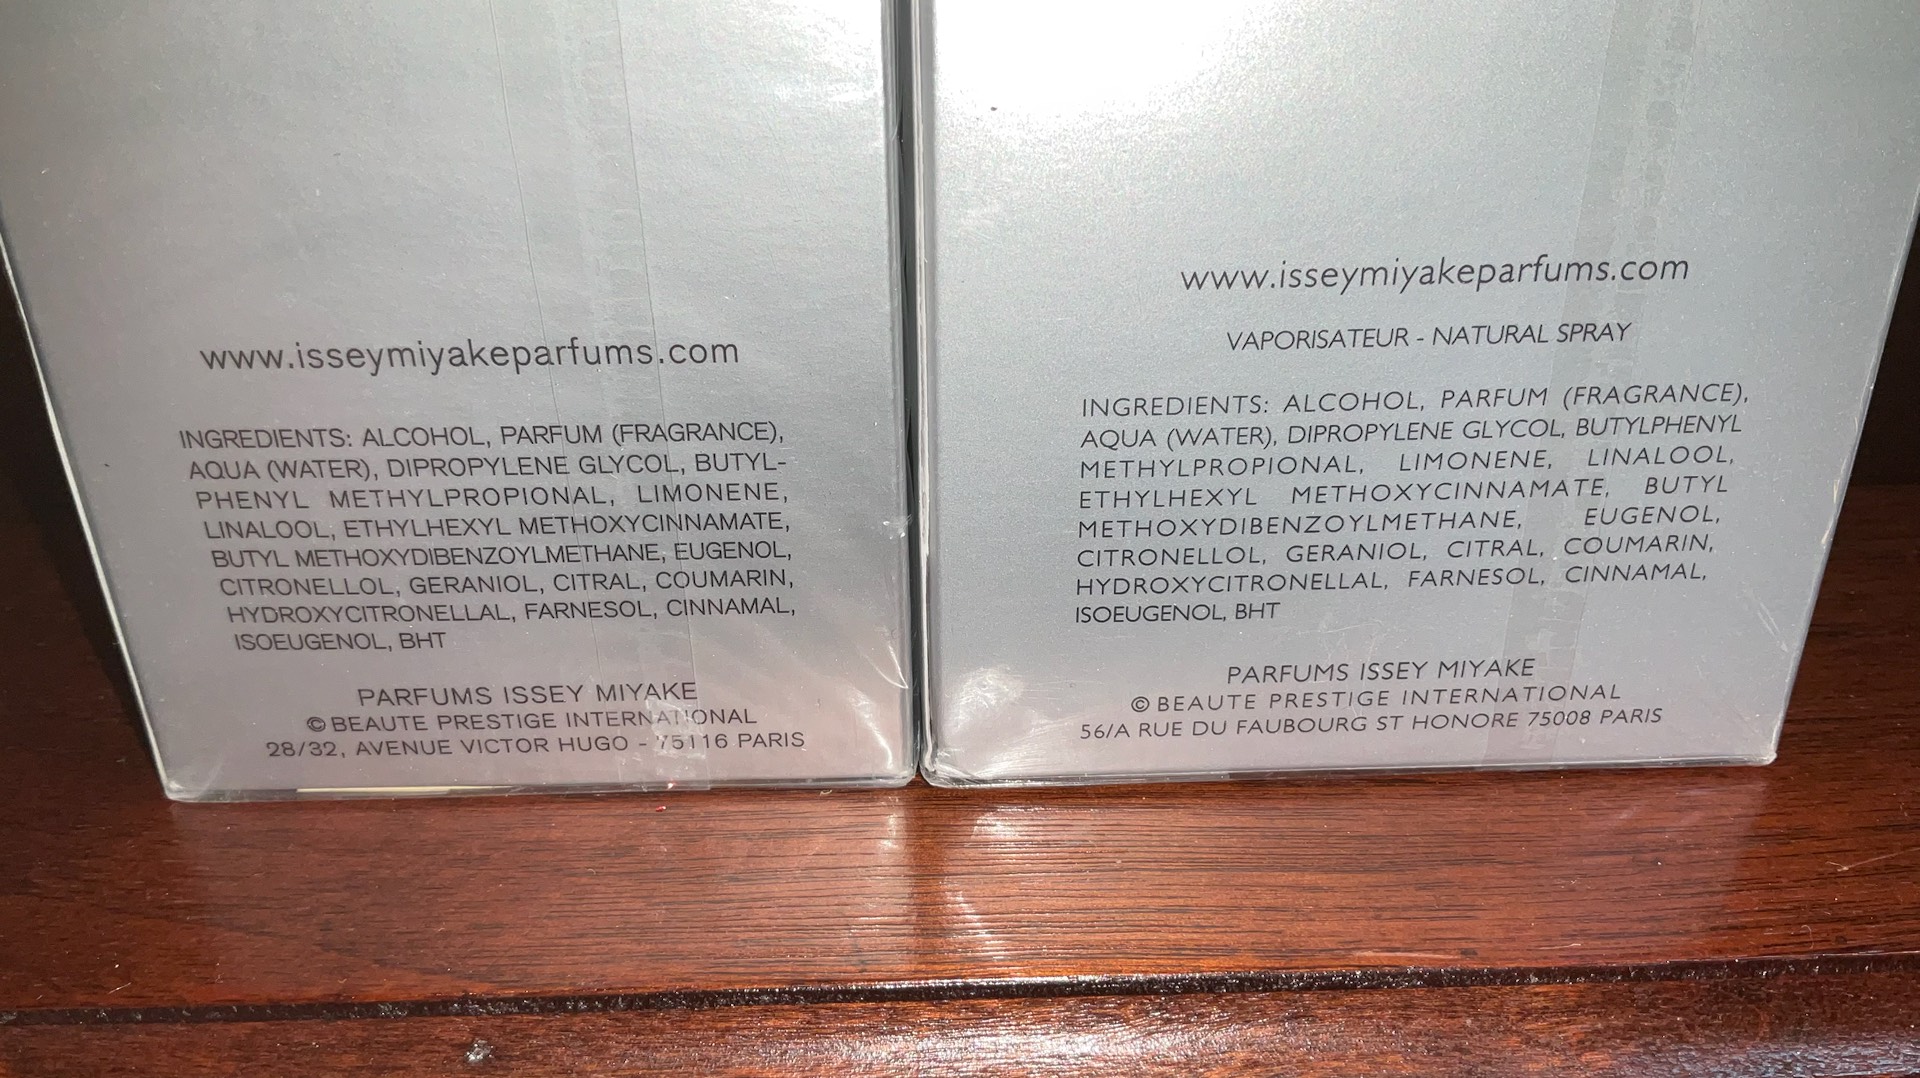 www.isseymiyakeparfums.com
INGREDIENTS: ALCOHOL, PARFUM (FRAGRANCE),
AQUA (WATER), DIPROPYLENE GLYCOL, BUTYL-
PHENYL METHYLPROPIONAL, LIMONENE,
LINALOOL, ETHYLHEXYL METHOXYCINNAMATE,
BUTYL METHOXYDIBENZOYLMETHANE, EUGENOL,
CITRONELLOL, GERANIOL, CITRAL, COUMARIN,
HYDROXYCITRONELLAL, FARNESOL, CINNAMAL,
ISOEUGENOL, BHT
PARFUMS ISSEY MIYAKE
© BEAUTE PRESTIGE INTERNATIONAL
28/32, AVENUE VICTOR HUGO - 75116 PARIS
www.isseymiyakeparfums.com
VAPORISATEUR - NATURAL SPRAY
INGREDIENTS: ALCOHOL, PARFUM (FRAGRANCE),
AQUA (WATER), DIPROPYLENE GLYCOL, BUTYLPHENYL
METHYLPROPIONAL, LIMONENE, LINALOOL,
ETHYLHEXYL METHOXYCINNAMATE, BUTYL
METHOXYDIBENZOYLMETHANE, EUGENOL,
CITRONELLOL, GERANIOL, CITRAL, COUMARIN,
HYDROXYCITRONELLAL, FARNESOL, CINNAMAL,
ISOEUGENOL, BHT
PARFUMS ISSEY MIYAKE
© BEAUTE PRESTIGE INTERNATIONAL
56/A RUE DU FAUBOURG ST HONORE 75008 PARIS